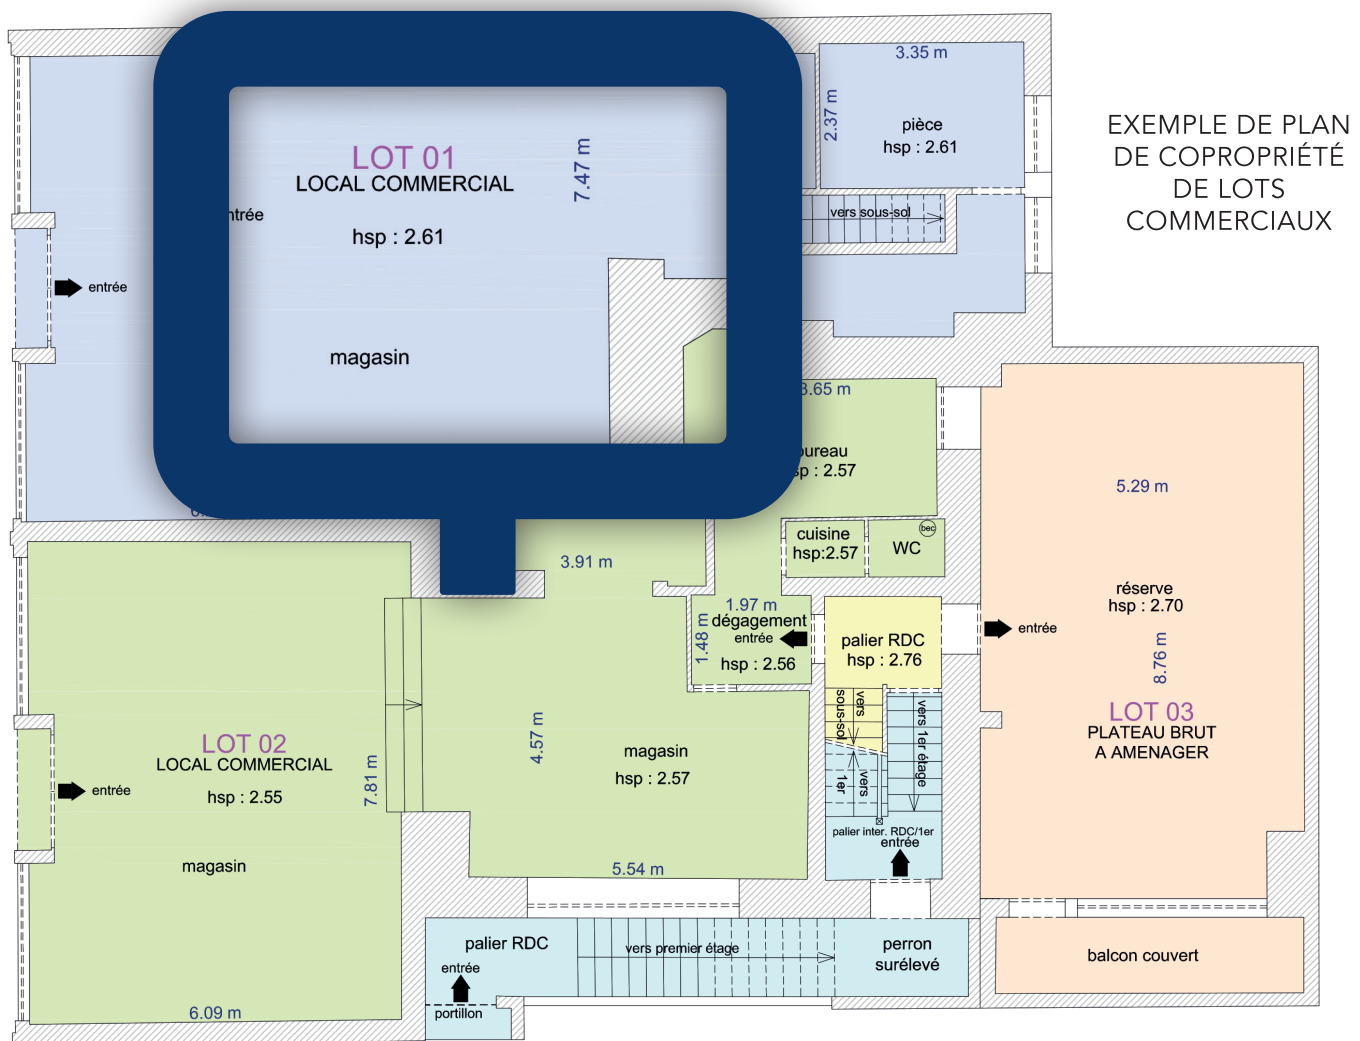 EXEMPLE DE PLAN
DE COPROPRIÉTÉ
DE LOTS
COMMERCIAUX
3.35 m
2.37 m
pièce
hsp : 2.61
LOT 01
LOCAL COMMERCIAL
7.47 m
hsp : 2.61
vers sous-sol
entrée
magasin
3.65 m
bureau
hsp : 2.57
cuisine
hsp:2.57
WC
bec
3.91 m
5.29 m
réserve
hsp : 2.70
entrée
8.76 m
LOT 03
PLATEAU BRUT
A AMENAGER
1.97 m
dégagement
entrée
1.48 m
hsp : 2.56
palier RDC
hsp : 2.76
vers
sous-sol
vers 1er étage
vers
1er
palier inter. RDC/1er
entrée
LOT 02
LOCAL COMMERCIAL
hsp : 2.55
7.81 m
entrée
magasin
4.57 m
magasin
hsp : 2.57
5.54 m
6.09 m
palier RDC
vers premier étage
perron
surélevé
entrée
portillon
balcon couvert